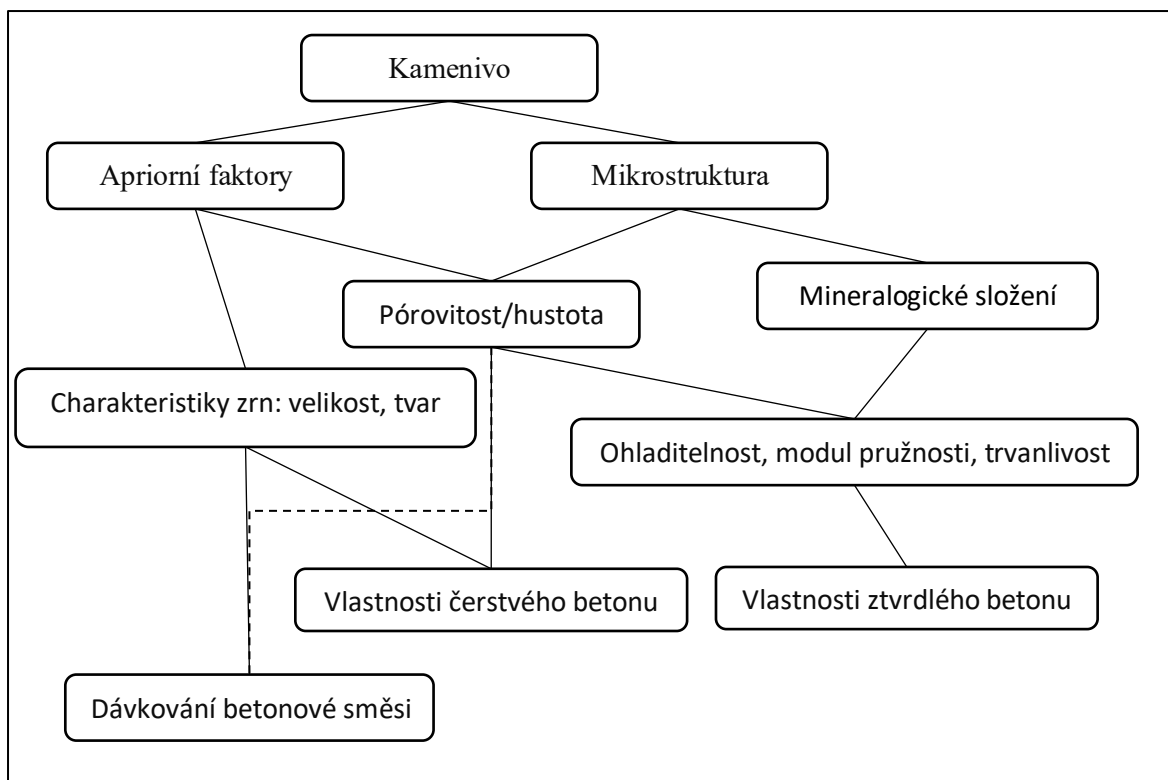 Kamenivo
Apriorní faktory
Mikrostruktura
Mineralogické složení
Pórovitost/hustota
Charakteristiky zrn: velikost, tvar
Ohladitelnost, modul pružnosti, trvanlivost
Vlastnosti čerstvého betonu
Vlastnosti ztvrdlého betonu
Dávkování betonové směsi